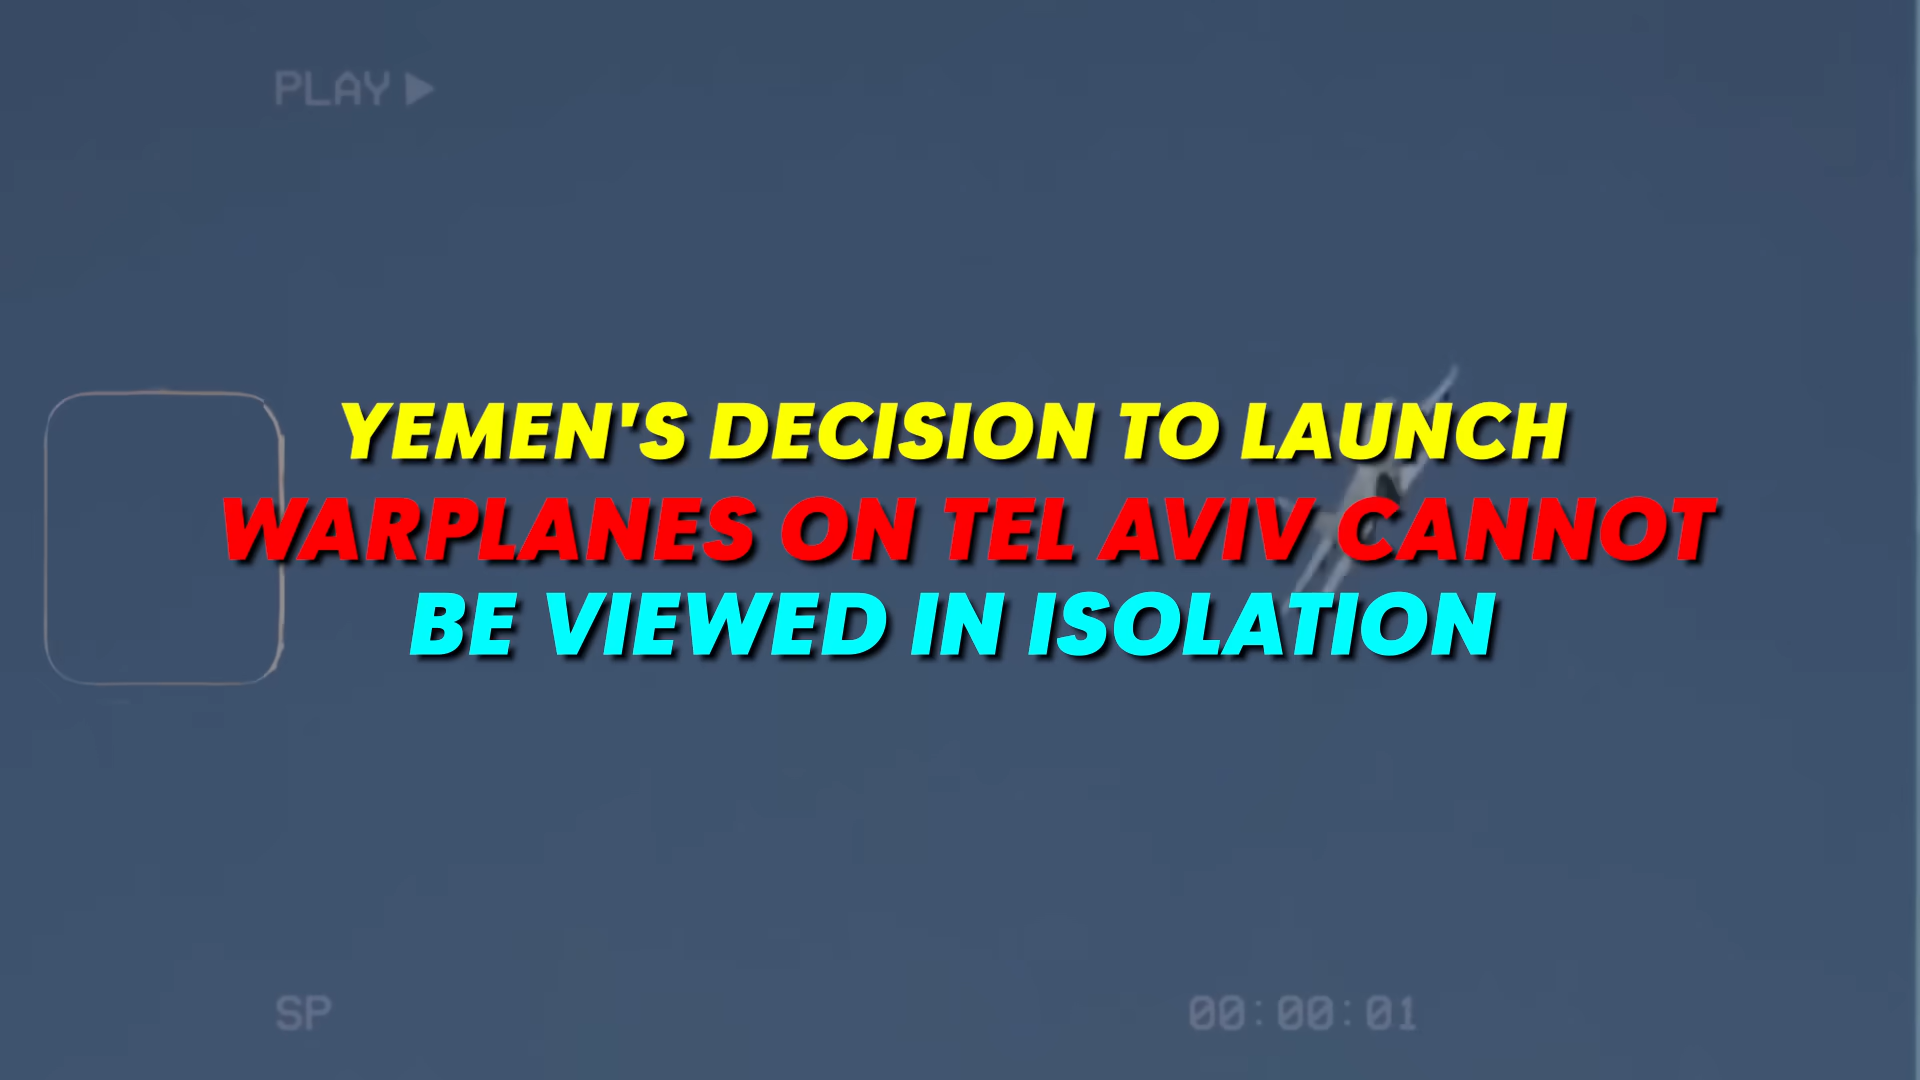 PLAY
YEMEN'S DECISION TO LAUNCH
WARPLANES ON TEL AVIV CANNOT
BE VIEWED IN ISOLATION
SP
00:00:01